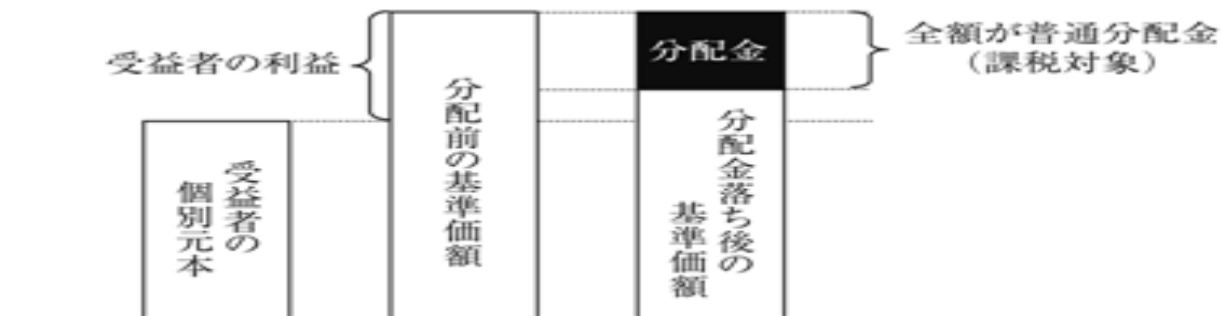 受益者の利益
分配金
全額が普通分配金
(課税対象)
受益者の
個別元本
分配前の基準価額
分配金落ち後の
基準価額